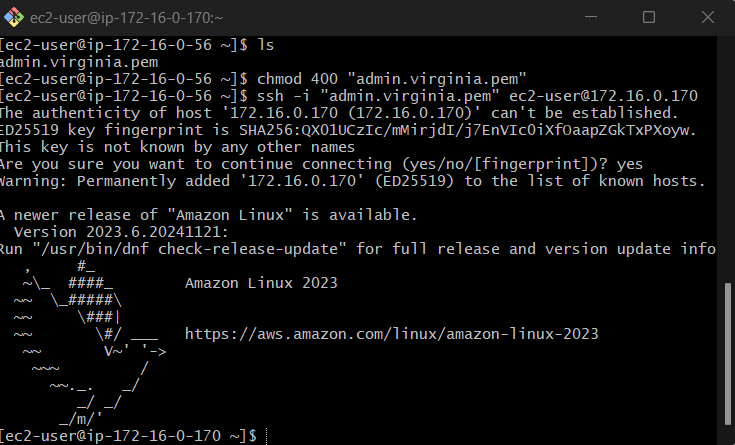 ec2-user@ip-172-16-0-170:~
[ec2-user@ip-172-16-0-56 ~]$ ls
admin.virginia.pem
[ec2-user@ip-172-16-0-56 ~]$ chmod 400 "admin.virginia.pem"
[ec2-user@ip-172-16-0-56 ~]$ ssh -i "admin.virginia.pem" ec2-user@172.16.0.170
The authenticity of host '172.16.0.170 (172.16.0.170)' can't be established.
ED25519 key fingerprint is SHA256:QXO1UCzIc/mMirjdI/j7EnVIcOiXfOaapZGkTxPXoyw.
This key is not known by any other names
Are you sure you want to continue connecting (yes/no/[fingerprint])? yes
Warning: Permanently added '172.16.0.170' (ED25519) to the list of known hosts.
A newer release of "Amazon Linux" is available.
  Version 2023.6.20241121:
Run "/usr/bin/dnf check-release-update" for full release and version update info
   ,     #_
   ~\_  ####_        Amazon Linux 2023
  ~~  \_#####\
  ~~     \###|
  ~~       \#/ ___   https://aws.amazon.com/linux/amazon-linux-2023
   ~~       V~' '->
    ~~~         /
      ~~._.   _/
         _/ _/
       _/m/'
[ec2-user@ip-172-16-0-170 ~]$